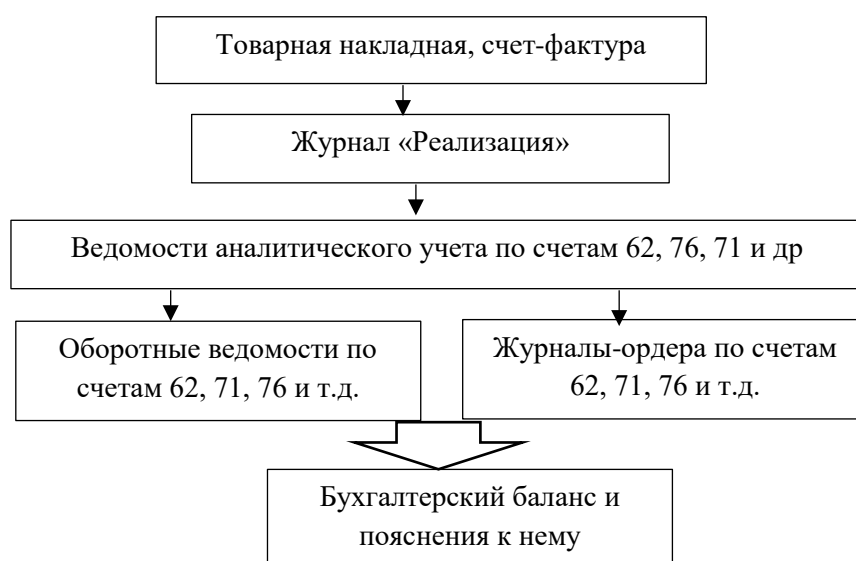 Товарная накладная, счет-фактура
Журнал «Реализация»
Ведомости аналитического учета по счетам 62, 76, 71 и др
Оборотные ведомости по
счетам 62, 71, 76 и т.д.
Журналы-ордера по счетам
62, 71, 76 и т.д.
Бухгалтерский баланс и
пояснения к нему